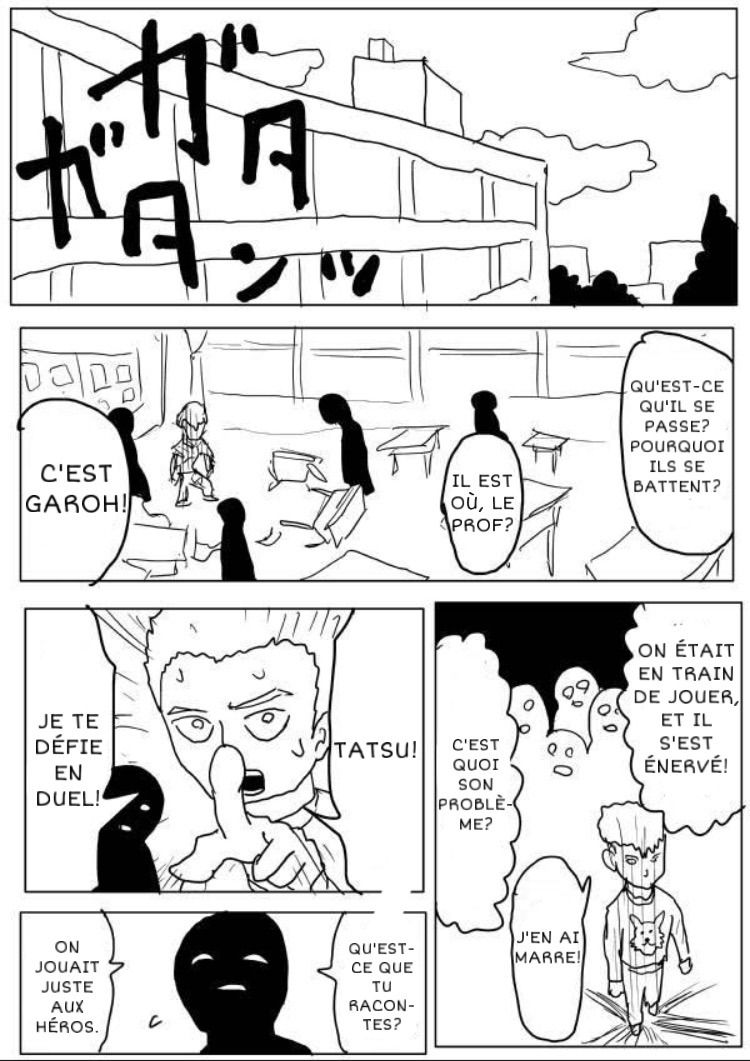 ガタ
ガタンッ
QU'EST-CE
QU'IL SE
PASSE?
POURQUOI
ILS SE
BATTENT?
IL EST
OÙ, LE
PROF?
C'EST
GAROH!
ON ÉTAIT
EN TRAIN
DE JOUER,
ET IL
S'EST
ÉNERVÉ!
C'EST
QUOI
SON
PROBLÈ-
ME?
J'EN AI
MARRE!
TATSU!
JE TE
DÉFIE
EN
DUEL!
QU'EST-
CE QUE
TU
RACON-
TES?
ON
JOUAIT
JUSTE
AUX
HÉROS.